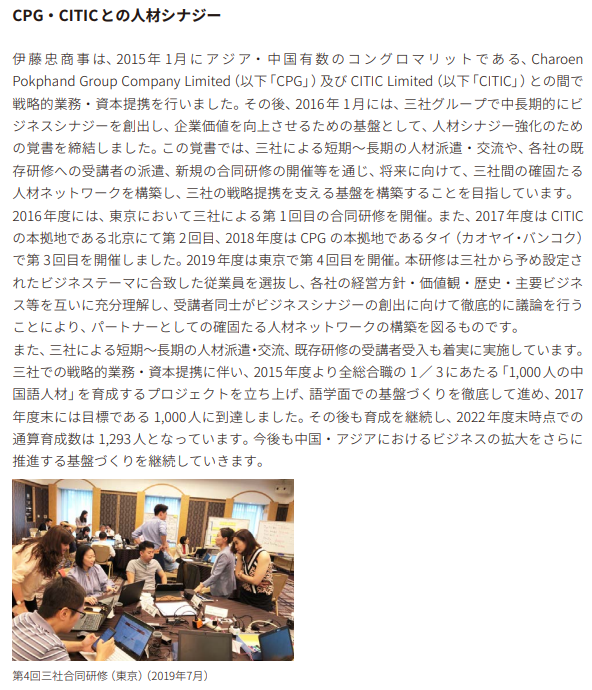 CPG・CITICとの人材シナジー
伊藤忠商事は、2015年1月にアジア・中国有数のコングロマリットである、Charoen
Pokphand Group Company Limited（以下「CPG」）及びCITIC Limited（以下「CITIC」）との間で
戦略的業務・資本提携を行いました。その後、2016年1月には、三社グループで中長期的にビ
ジネスシナジーを創出し、企業価値を向上させるための基盤として、人材シナジー強化のため
の覚書を締結しました。この覚書では、三社による短期～長期の人材派遣・交流や、各社の既
存研修への受講者の派遣、新規の合同研修の開催等を通じ、将来に向けて、三社間の確固たる
人材ネットワークを構築し、三社の戦略提携を支える基盤を構築することを目指しています。
2016年度には、東京において三社による第1回目の合同研修を開催。また、2017年度はCITIC
の本拠地である北京にて第2回目、2018年度はCPGの本拠地であるタイ（カオヤイ・バンコク）
で第3回目を開催しました。2019年度は東京で第4回目を開催。本研修は三社から予め設定さ
れたビジネステーマに合致した従業員を選抜し、各社の経営方針・価値観・歴史・主要ビジネ
ス等を互いに充分理解し、受講者同士がビジネスシナジーの創出に向けて徹底的に議論を行う
ことにより、パートナーとしての確固たる人材ネットワークの構築を図るものです。
また、三社による短期～長期の人材派遣・交流、既存研修の受講者受入も着実に実施しています。
三社での戦略的業務・資本提携に伴い、2015年度より全総合職の1／3にあたる「1,000人の中
国語人材」を育成するプロジェクトを立ち上げ、語学面での基盤づくりを徹底して進め、2017
年度末には目標である1,000人に到達しました。その後も育成を継続し、2022年度末時点での
通算育成数は1,293人となっています。今後も中国・アジアにおけるビジネスの拡大をさらに
推進する基盤づくりを継続していきます。
第4回三社合同研修（東京）（2019年7月）